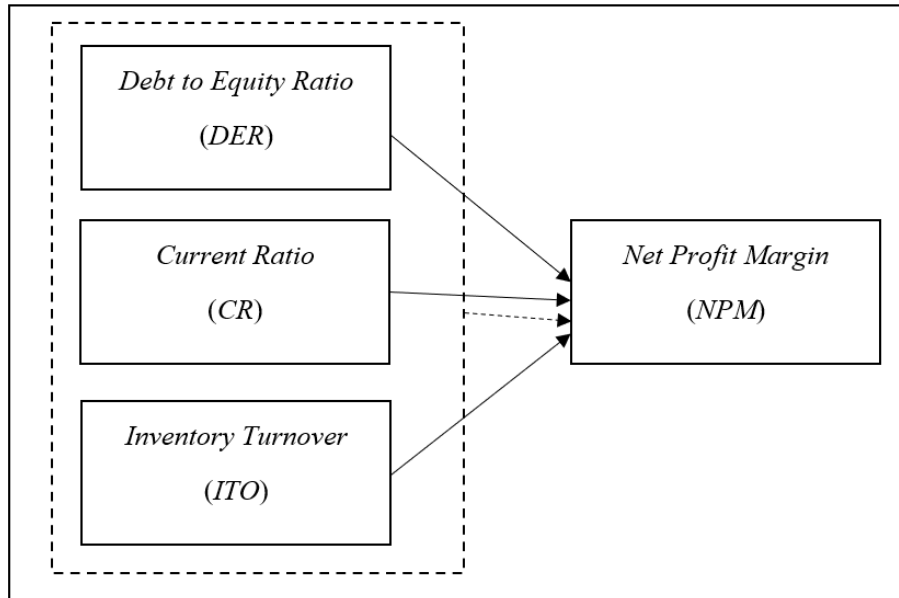 Debt to Equity Ratio
(DER)
Current Ratio
(CR)
Inventory Turnover
(ITO)
Net Profit Margin
(NPM)